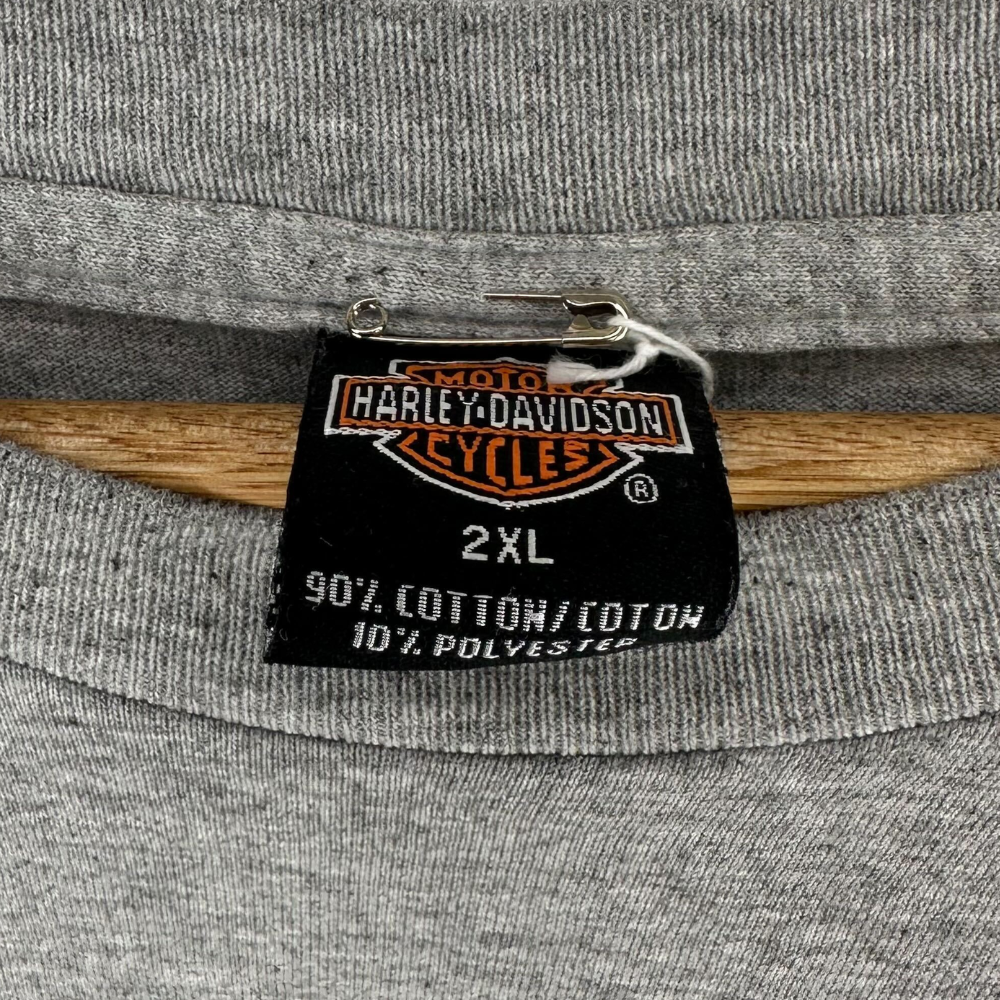 MOTOR
HARLEY-DAVIDSON
CYCLES
®
2XL
90% COTTON/COTON
10% POLYESTER